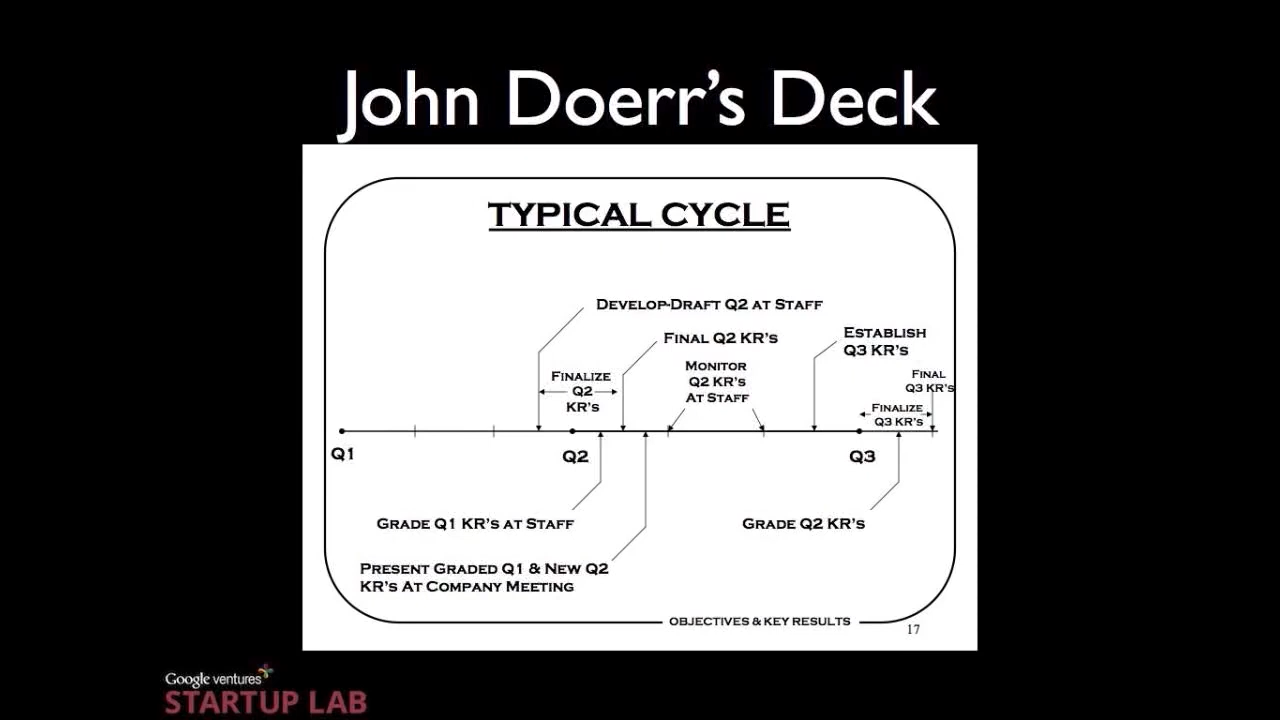 John Doerr's Deck
TYPICAL CYCLE
DEVELOP-DRAFT Q2 AT STAFF
FINAL Q2 KR'S
ESTABLISH
Q3 KR'S
MONITOR
Q2 KR'S
AT STAFF
FINALIZE
Q2
KR'S
FINAL
Q3 KR'S
FINALIZE
Q3 KR'S
Q1
Q2
Q3
GRADE Q1 KR'S AT STAFF
GRADE Q2 KR'S
PRESENT GRADED Q1 & NEW Q2
KR'S AT COMPANY MEETING
OBJECTIVES & KEY RESULTS
17
Google ventures
STARTUP LAB